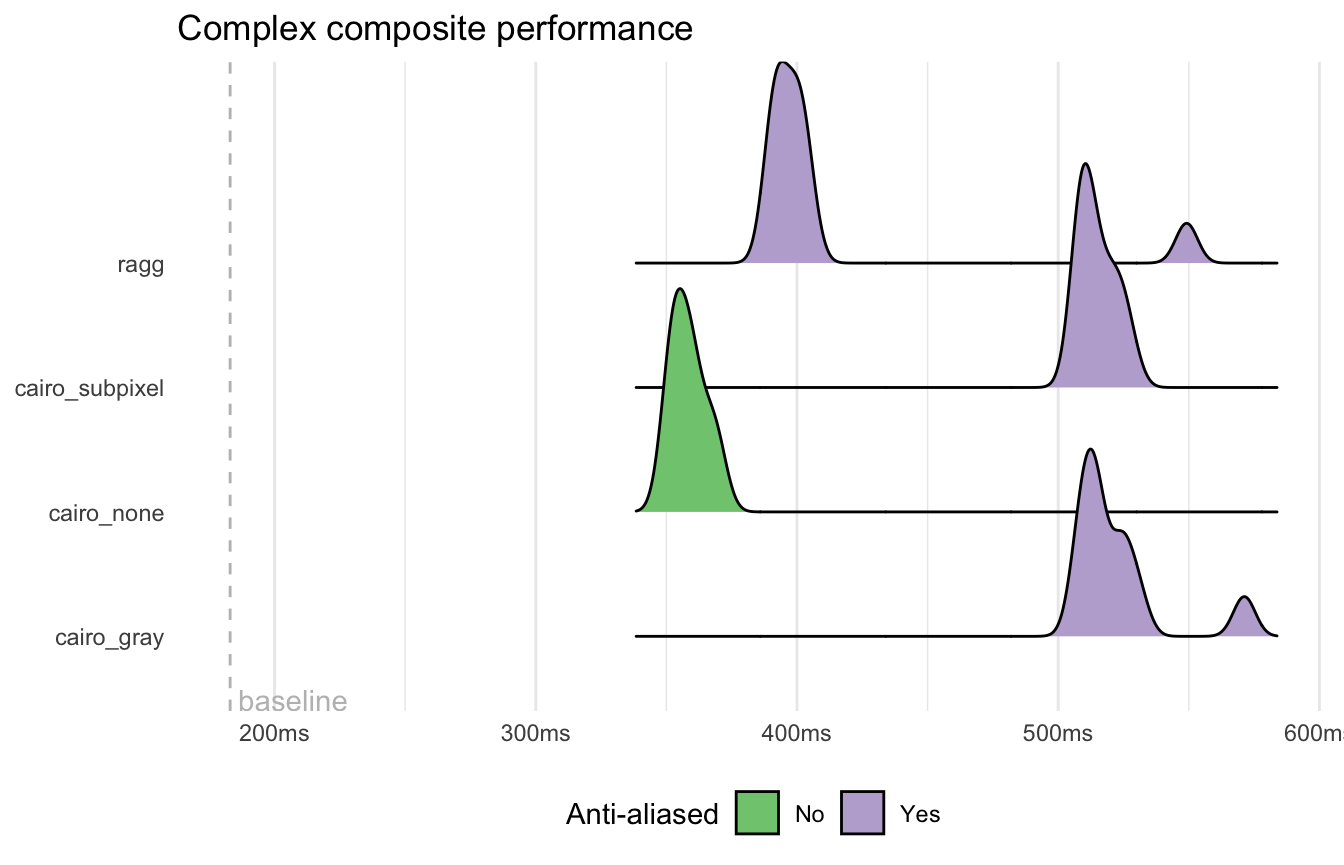 Complex composite performance
ragg
cairo_subpixel
cairo_none
cairo_gray
baseline
200ms 300ms 400ms 500ms 600m
Anti-aliased No Yes